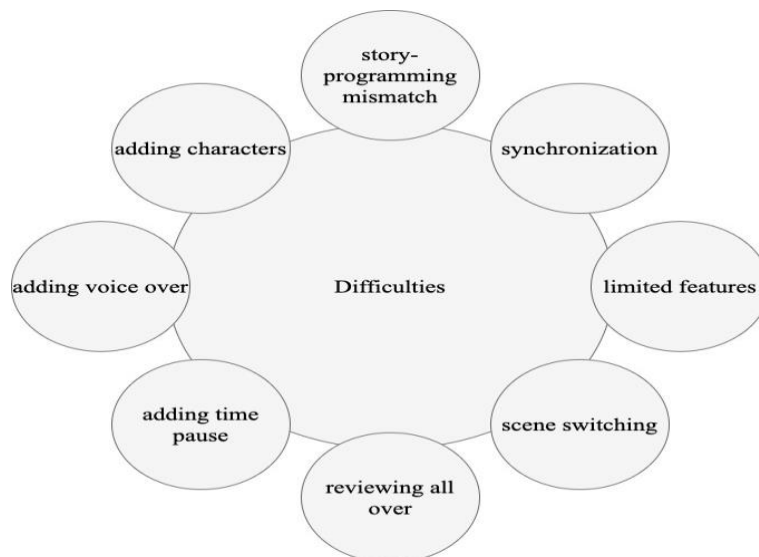 story-
programming
mismatch
adding characters
synchronization
adding voice over
Difficulties
limited features
adding time
pause
scene switching
reviewing all
over